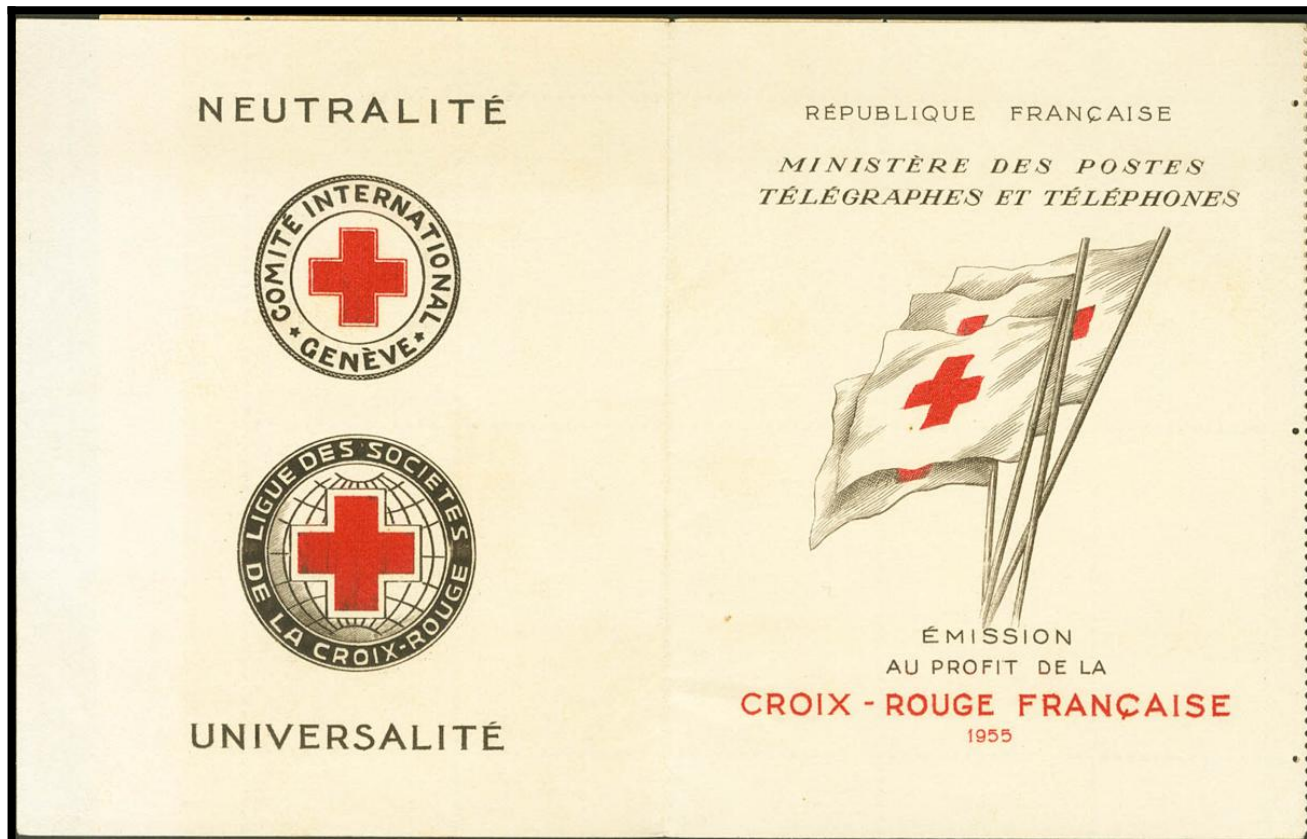 NEUTRALITÉ
COMITÉ INTERNATIONAL
GENÈVE
LIGUE DES SOCIÉTÉS
DE LA CROIX-ROUGE
UNIVERSALITÉ
RÉPUBLIQUE FRANÇAISE
MINISTÈRE DES POSTES
TÉLÉGRAPHES ET TÉLÉPHONES
ÉMISSION
AU PROFIT DE LA
CROIX-ROUGE FRANÇAISE
1955